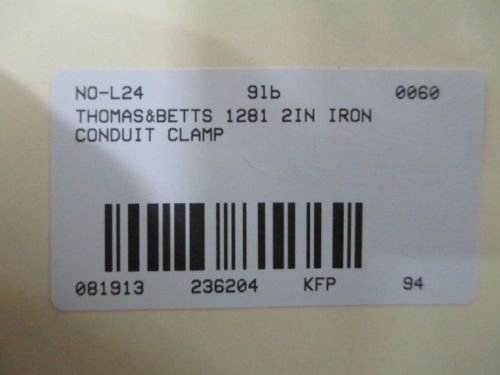 NO-L24 9lb 0060
THOMAS&BETTS 1281 2IN IRON
CONDUIT CLAMP
081913 236204 KFP 94